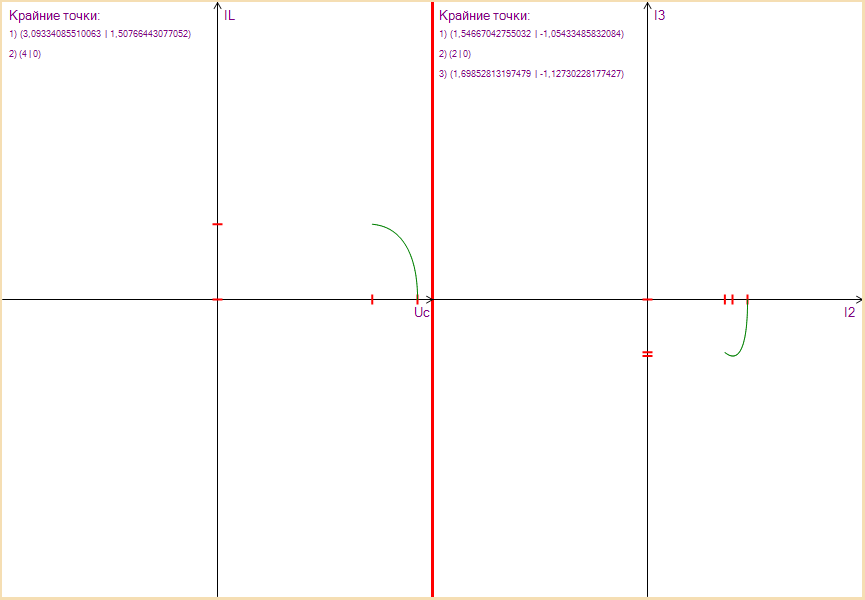 Крайние точки:
1) (3,09334085510063 | 1,50766443077052)
2) (4 | 0)
IL
Uc
Крайние точки:
1) (1,54667042755032 | -1,05433485832084)
2) (2 | 0)
3) (1,69852813197479 | -1,12730228177427)
I3
I2